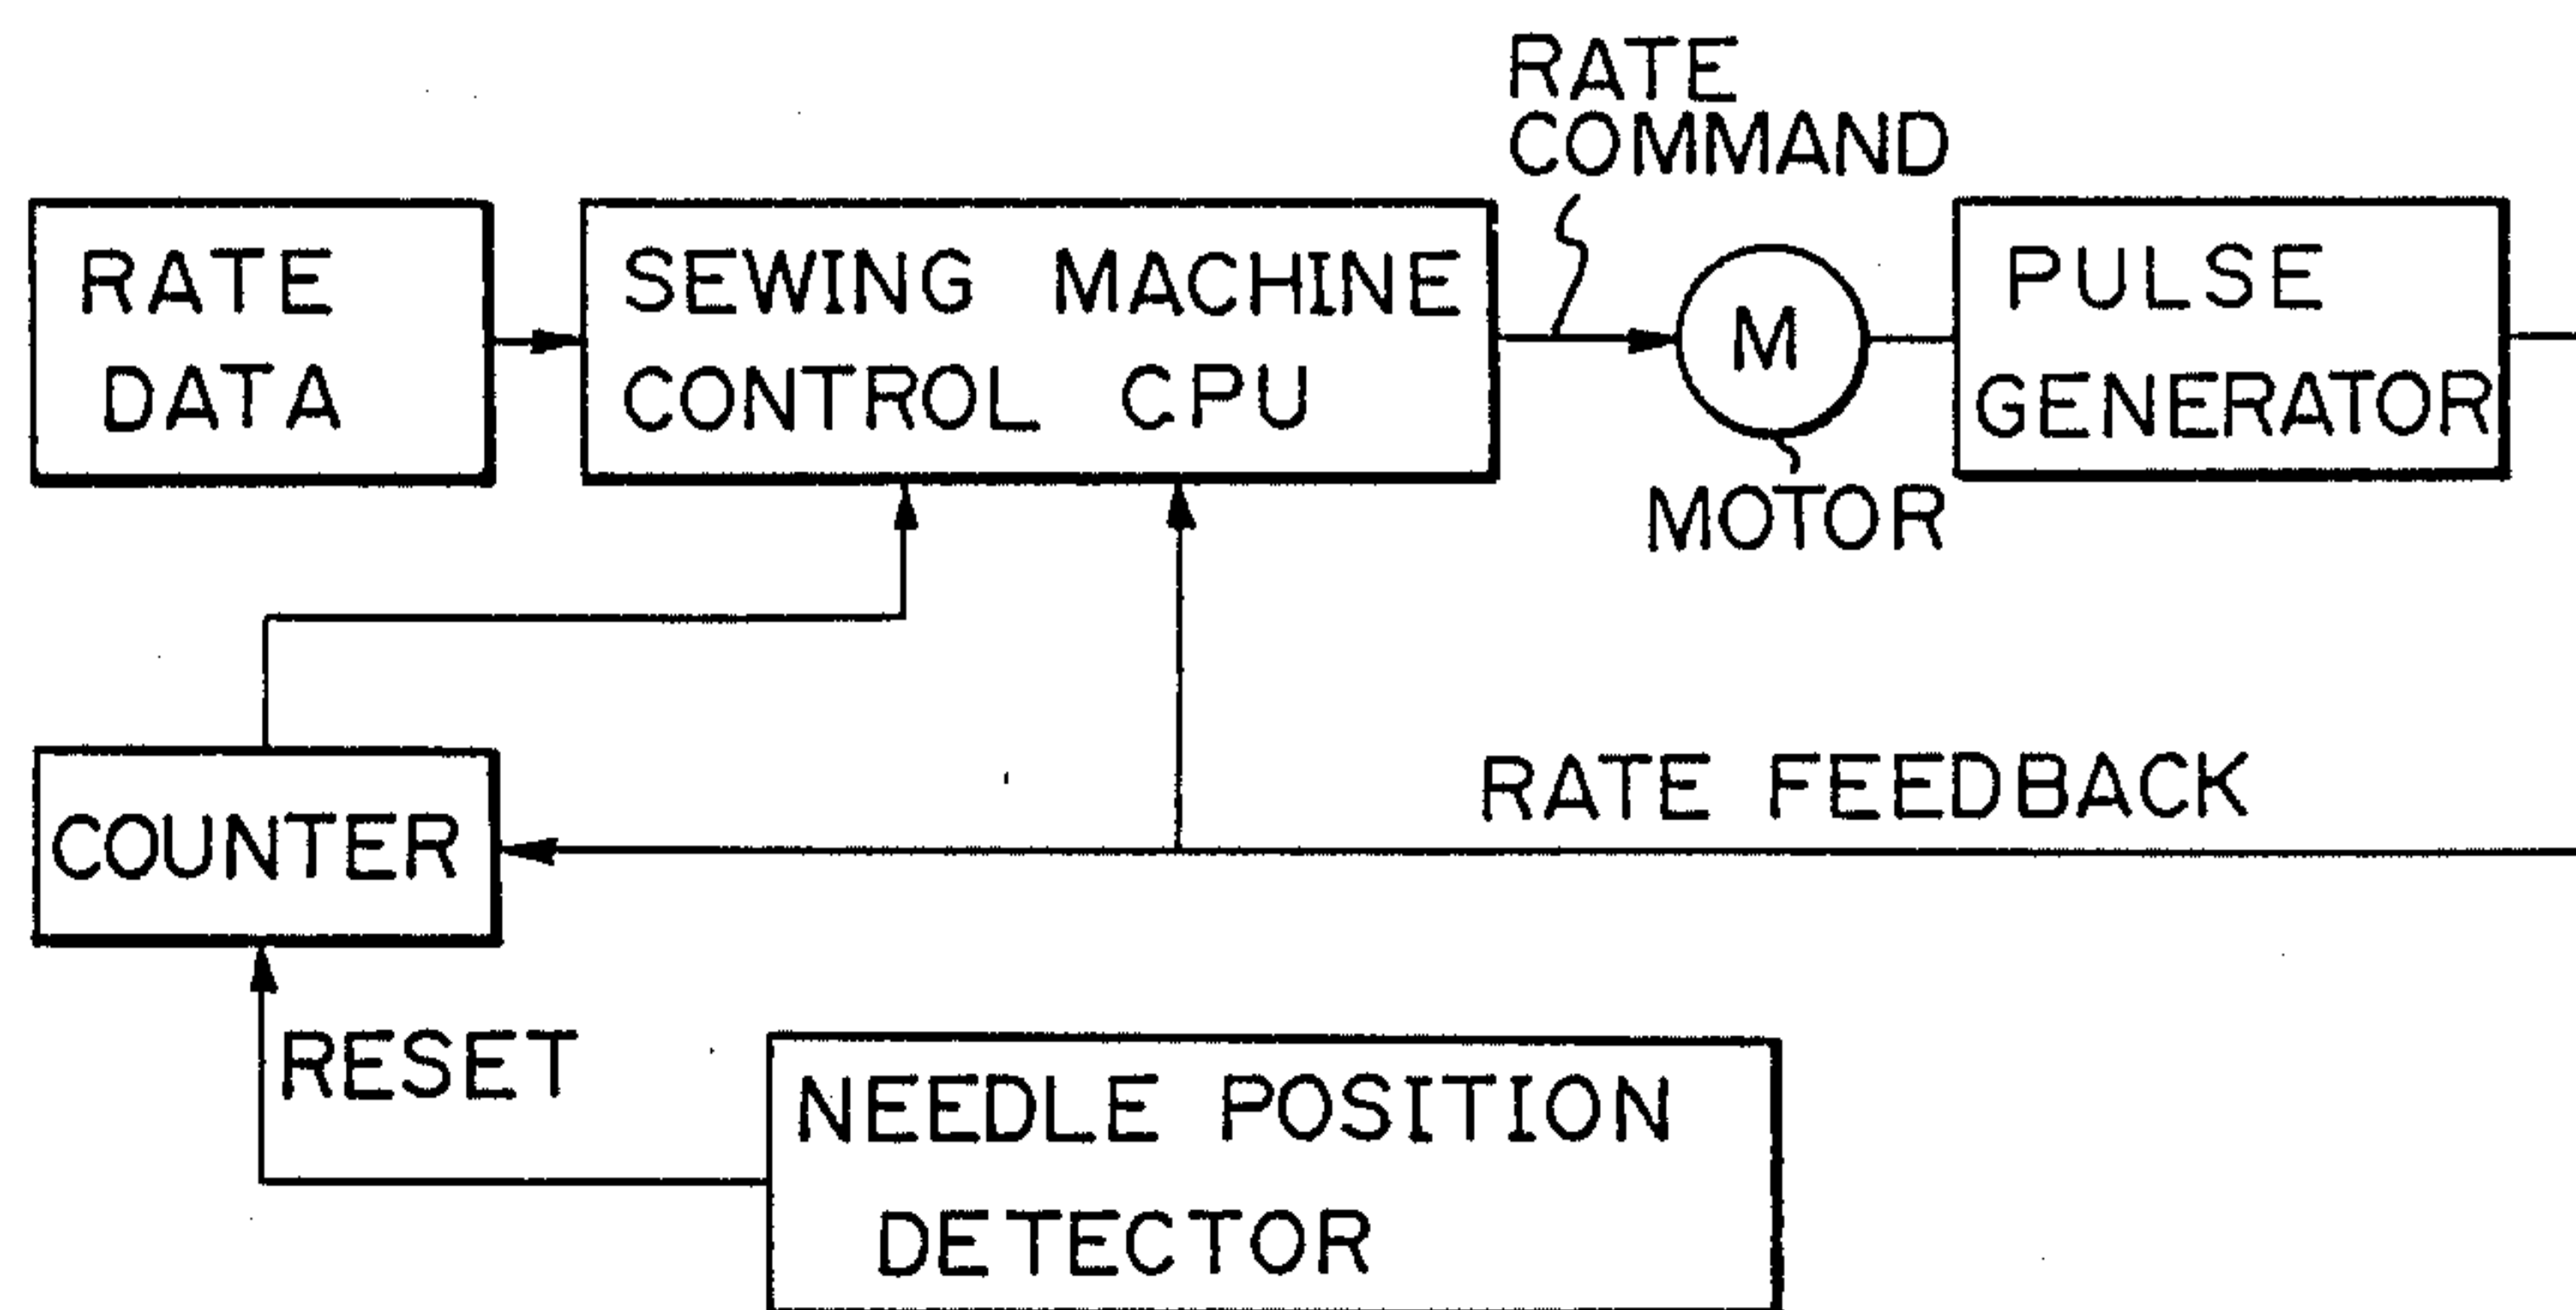 RATE
COMMAND
RATE
DATA
SEWING MACHINE
CONTROL CPU
M
PULSE
GENERATOR
MOTOR
RATE FEEDBACK
COUNTER
RESET
NEEDLE POSITION
DETECTOR